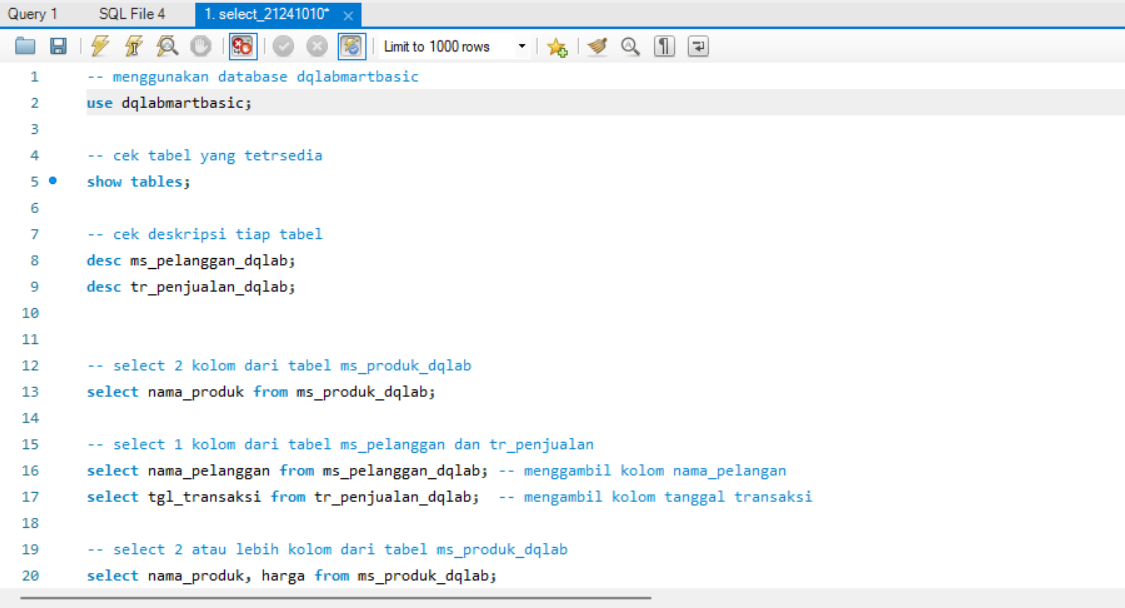 Query 1 SQL File 4 1. select_21241010*
Limit to 1000 rows
1 -- menggunakan database dqlabmartbasic
2 use dqlabmartbasic;
3
4 -- cek tabel yang tetrsedia
5 show tables;
6
7 -- cek deskripsi tiap tabel
8 desc ms_pelanggan_dqlab;
9 desc tr_penjualan_dqlab;
10
11
12 -- select 2 kolom dari tabel ms_produk_dqlab
13 select nama_produk from ms_produk_dqlab;
14
15 -- select 1 kolom dari tabel ms_pelanggan dan tr_penjualan
16 select nama_pelanggan from ms_pelanggan_dqlab; -- menggambil kolom nama_pelangan
17 select tgl_transaksi from tr_penjualan_dqlab; -- mengambil kolom tanggal transaksi
18
19 -- select 2 atau lebih kolom dari tabel ms_produk_dqlab
20 select nama_produk, harga from ms_produk_dqlab;